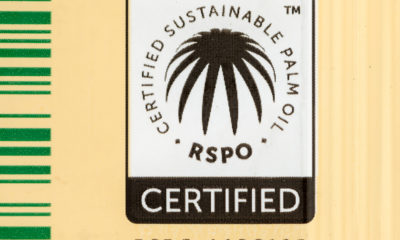 CERTIFIED SUSTAINABLE PALM OIL ™
· RSPO ·
CERTIFIED